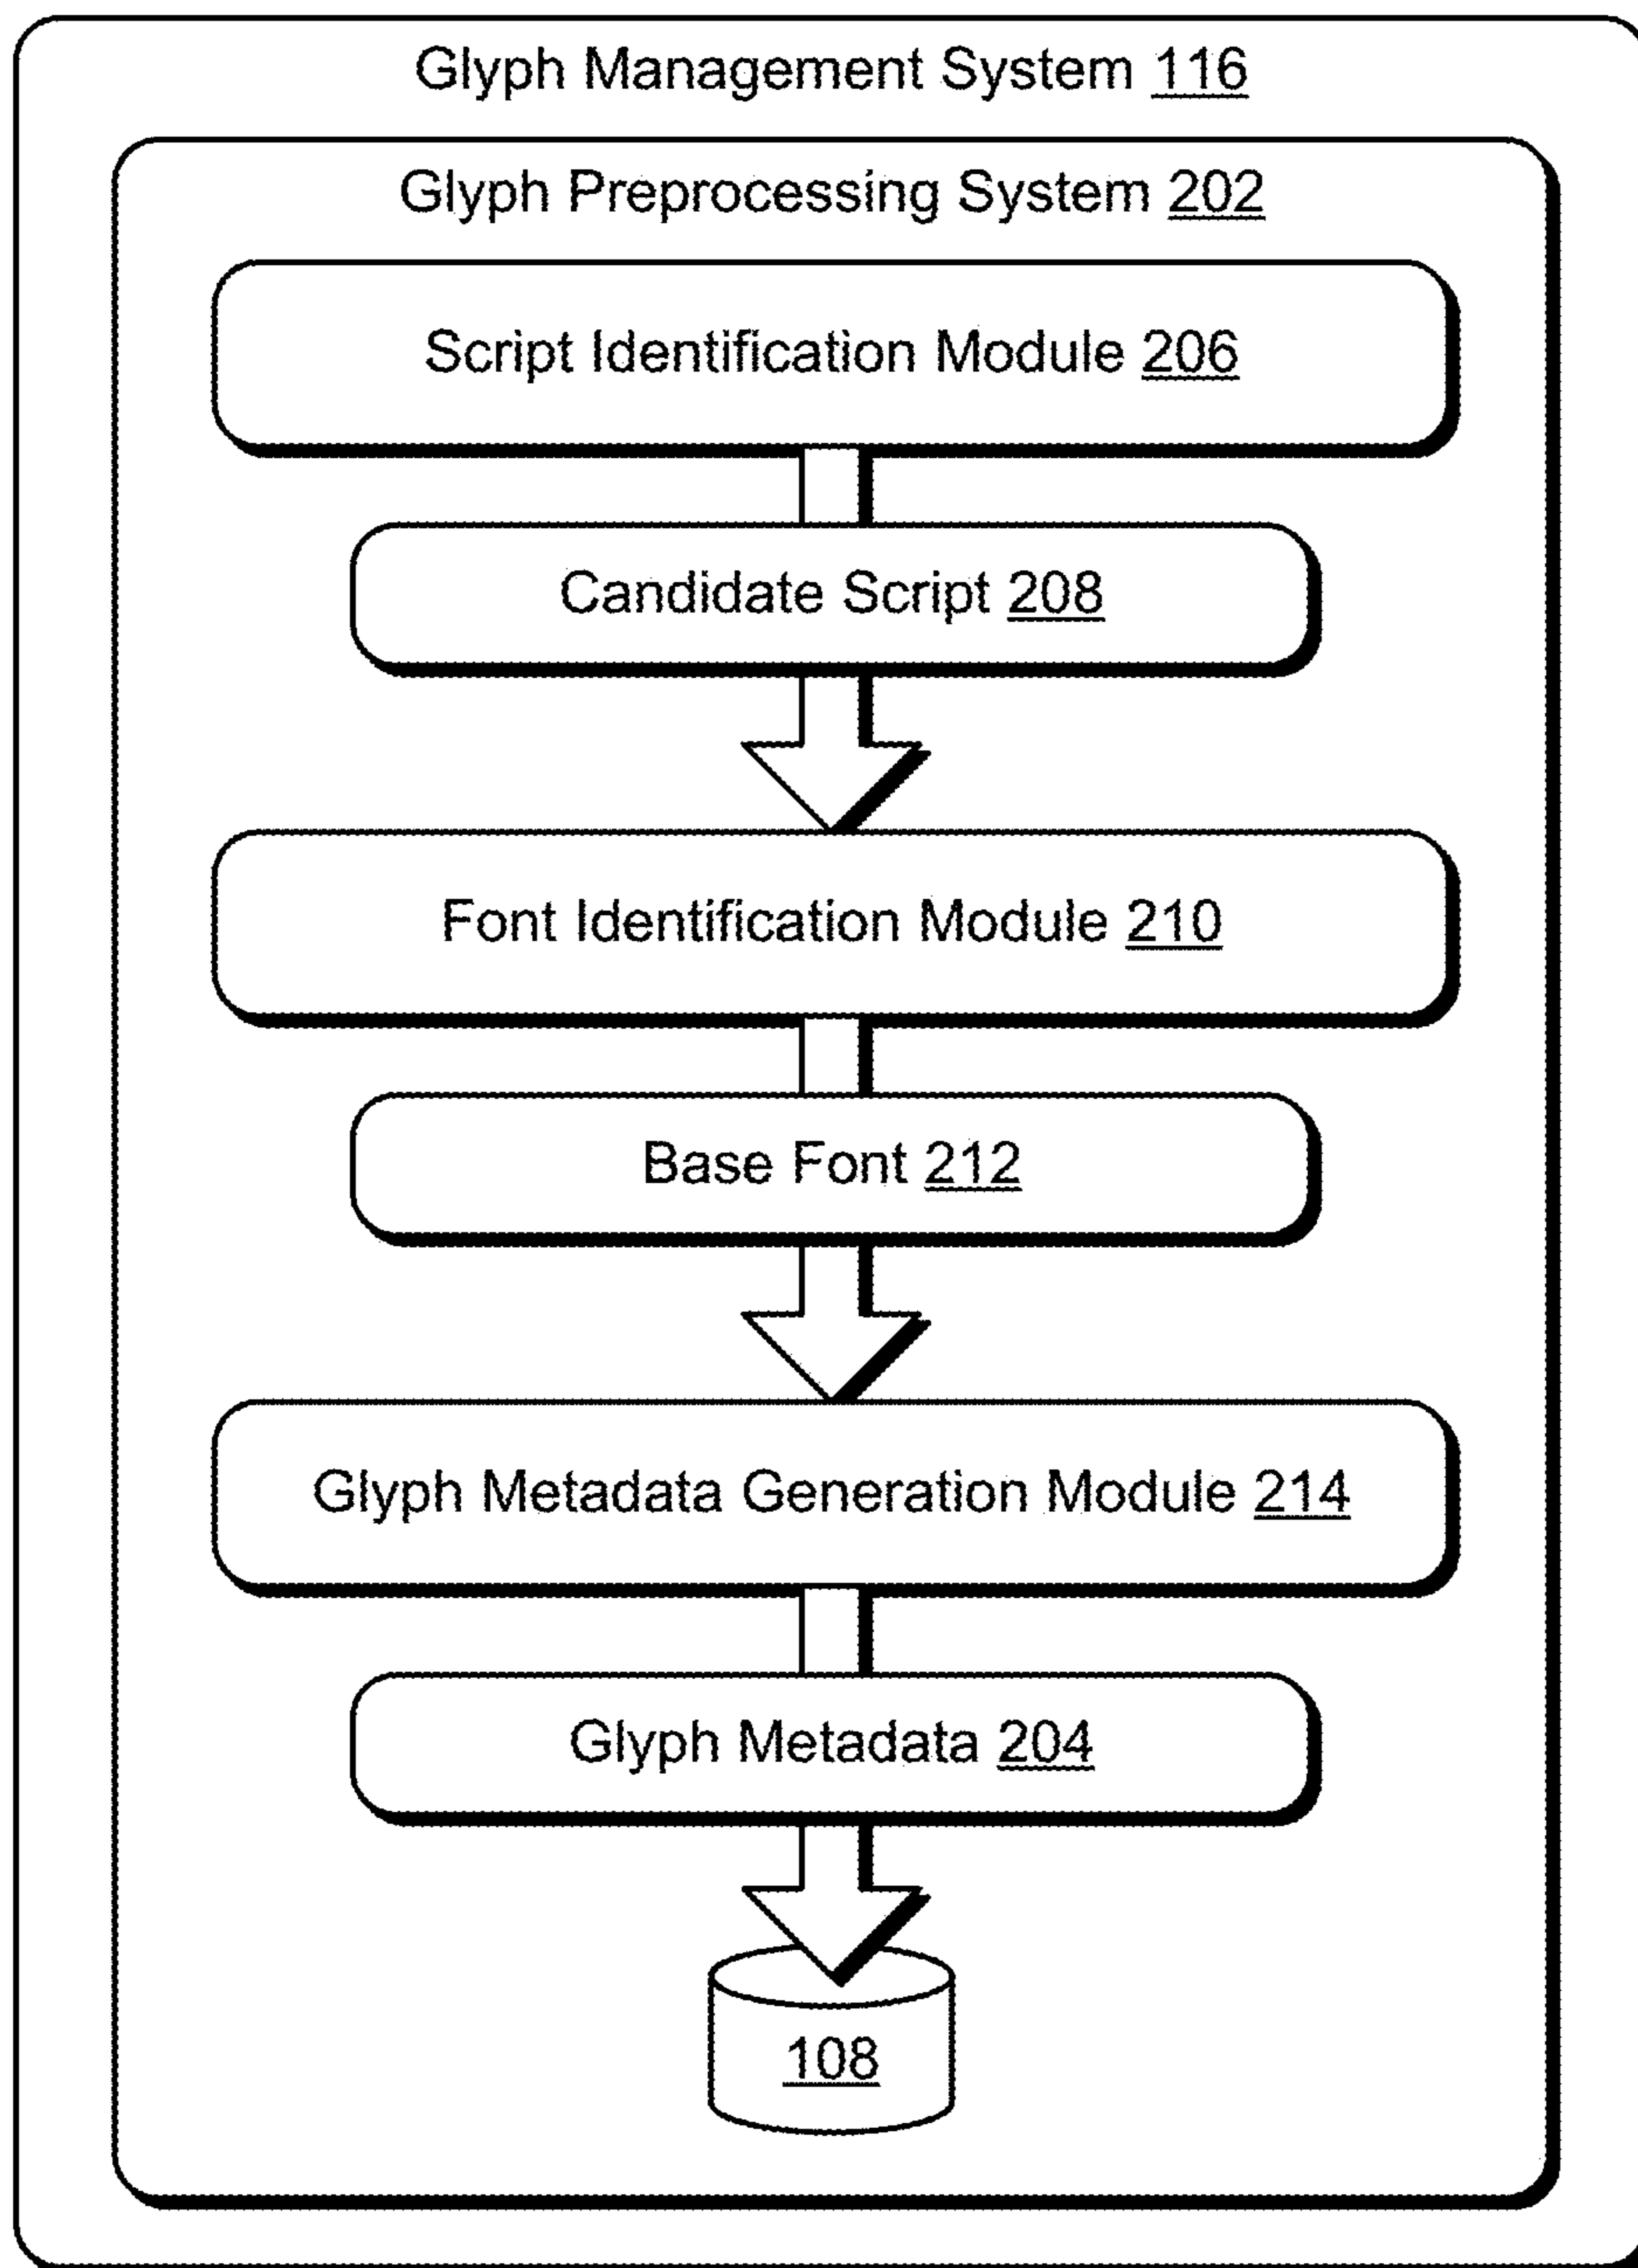 Glyph Management System 116
Glyph Preprocessing System 202
Script Identification Module 206
Candidate Script 208
Font Identification Module 210
Base Font 212
Glyph Metadata Generation Module 214
Glyph Metadata 204
108